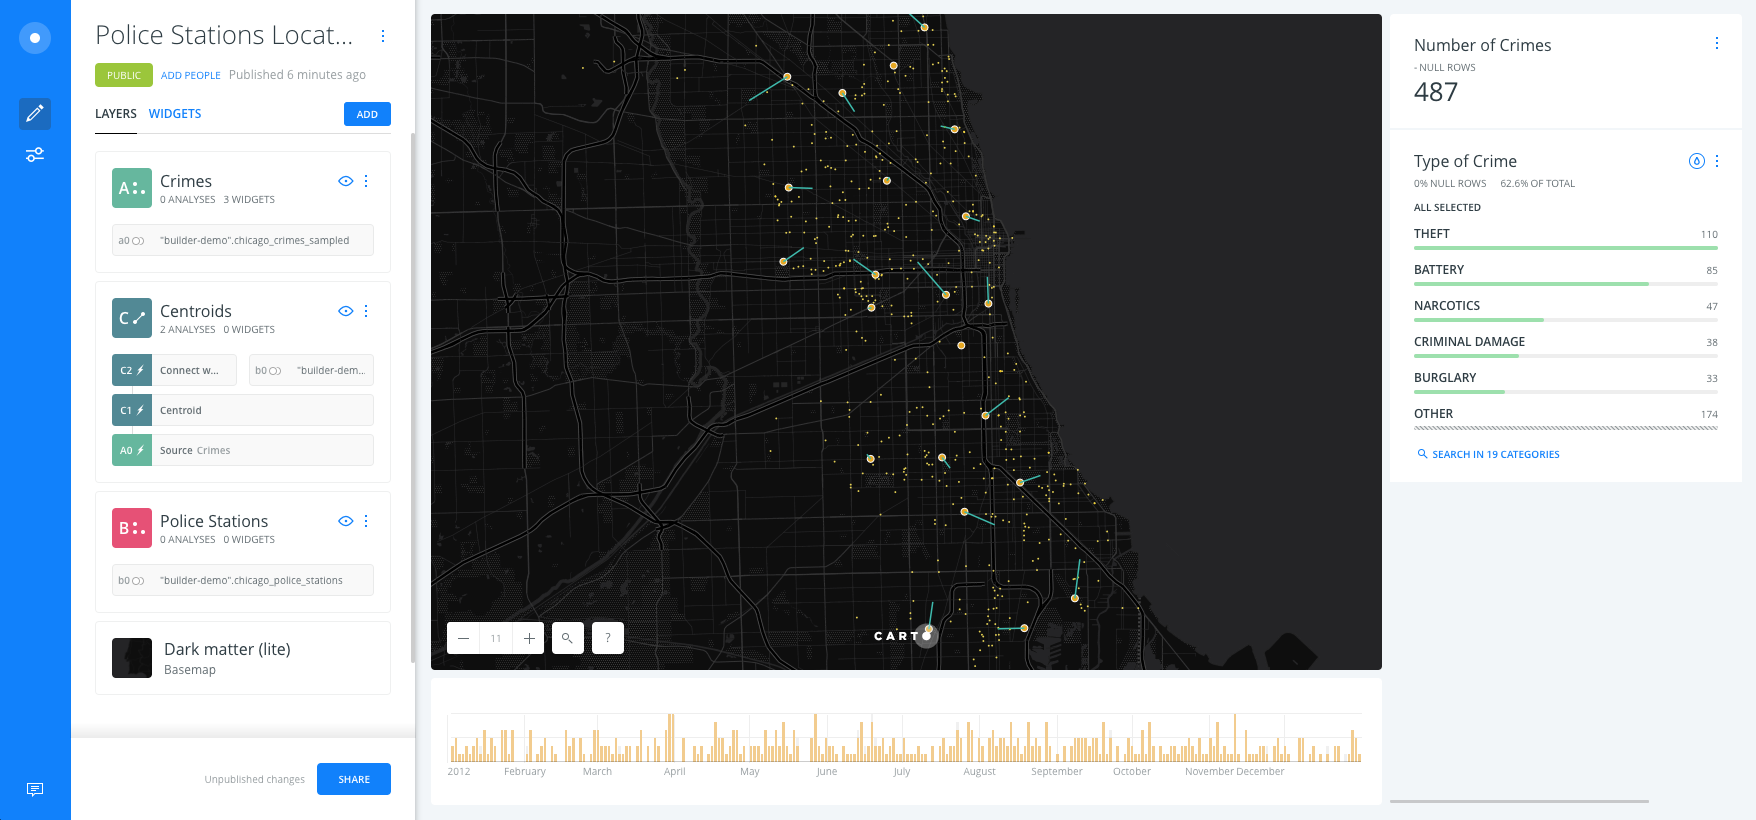 Police Stations Locat...
PUBLIC ADD PEOPLE Published 6 minutes ago
LAYERS WIDGETS ADD
A
Crimes
0 ANALYSES 3 WIDGETS
a0 "builder-demo".chicago_crimes_sampled
C
Centroids
2 ANALYSES 0 WIDGETS
C2 Connect w... b0 "builder-dem...
C1 Centroid
A0 Source Crimes
B
Police Stations
0 ANALYSES 0 WIDGETS
b0 "builder-demo".chicago_police_stations
Dark matter (lite)
Basemap
Unpublished changes SHARE
11 ?
CARTO
2012 February March April May June July August September October November December
Number of Crimes
- NULL ROWS
487
Type of Crime
0% NULL ROWS 62.6% OF TOTAL
ALL SELECTED
THEFT 110
BATTERY 85
NARCOTICS 47
CRIMINAL DAMAGE 38
BURGLARY 33
OTHER 174
SEARCH IN 19 CATEGORIES